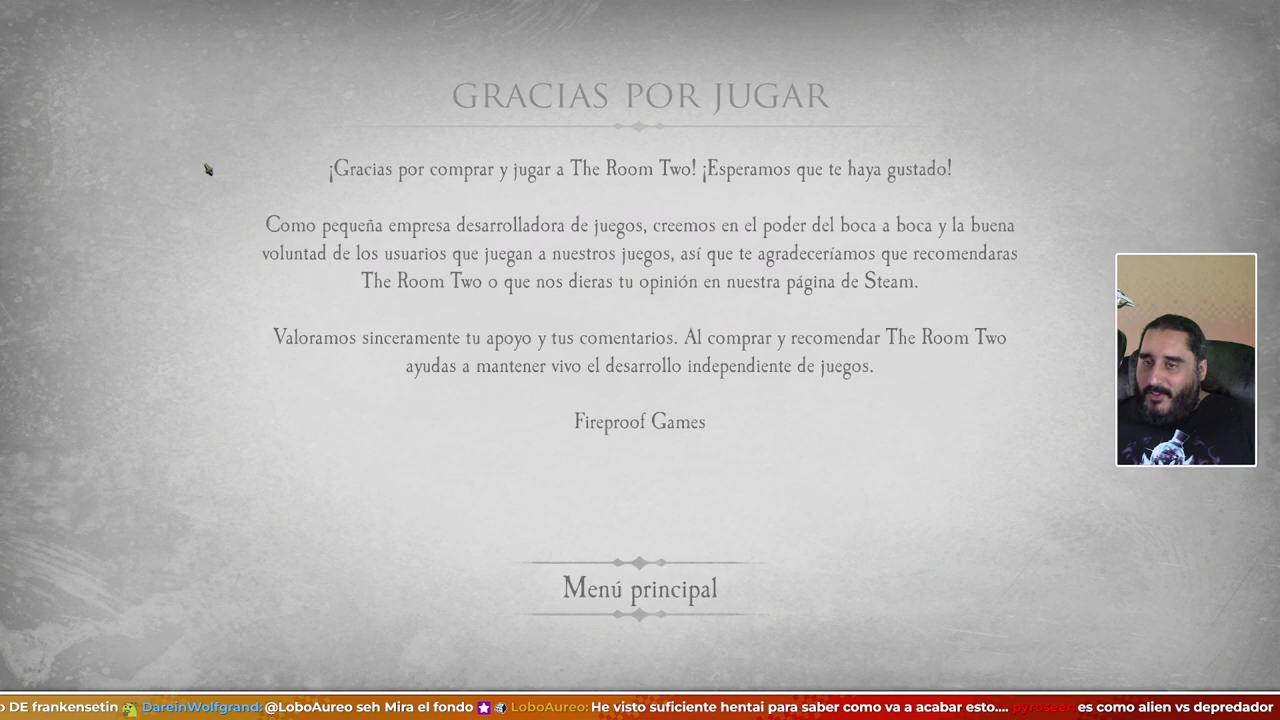 GRACIAS POR JUGAR
¡Gracias por comprar y jugar a The Room Two! ¡Esperamos que te haya gustado!
Como pequeña empresa desarrolladora de juegos, creemos en el poder del boca a boca y la buena
voluntad de los usuarios que juegan a nuestros juegos, así que te agradeceríamos que recomendaras
The Room Two o que nos dieras tu opinión en nuestra página de Steam.
Valoramos sinceramente tu apoyo y tus comentarios. Al comprar y recomendar The Room Two
ayudas a mantener vivo el desarrollo independiente de juegos.
Fireproof Games
Menú principal
o DE frankensetin DareinWolfgrand: @LoboAureo seh Mira el fondo LoboAureo: He visto suficiente hentai para saber como va a acabar esto.... pyroseer: es como alien vs depredador